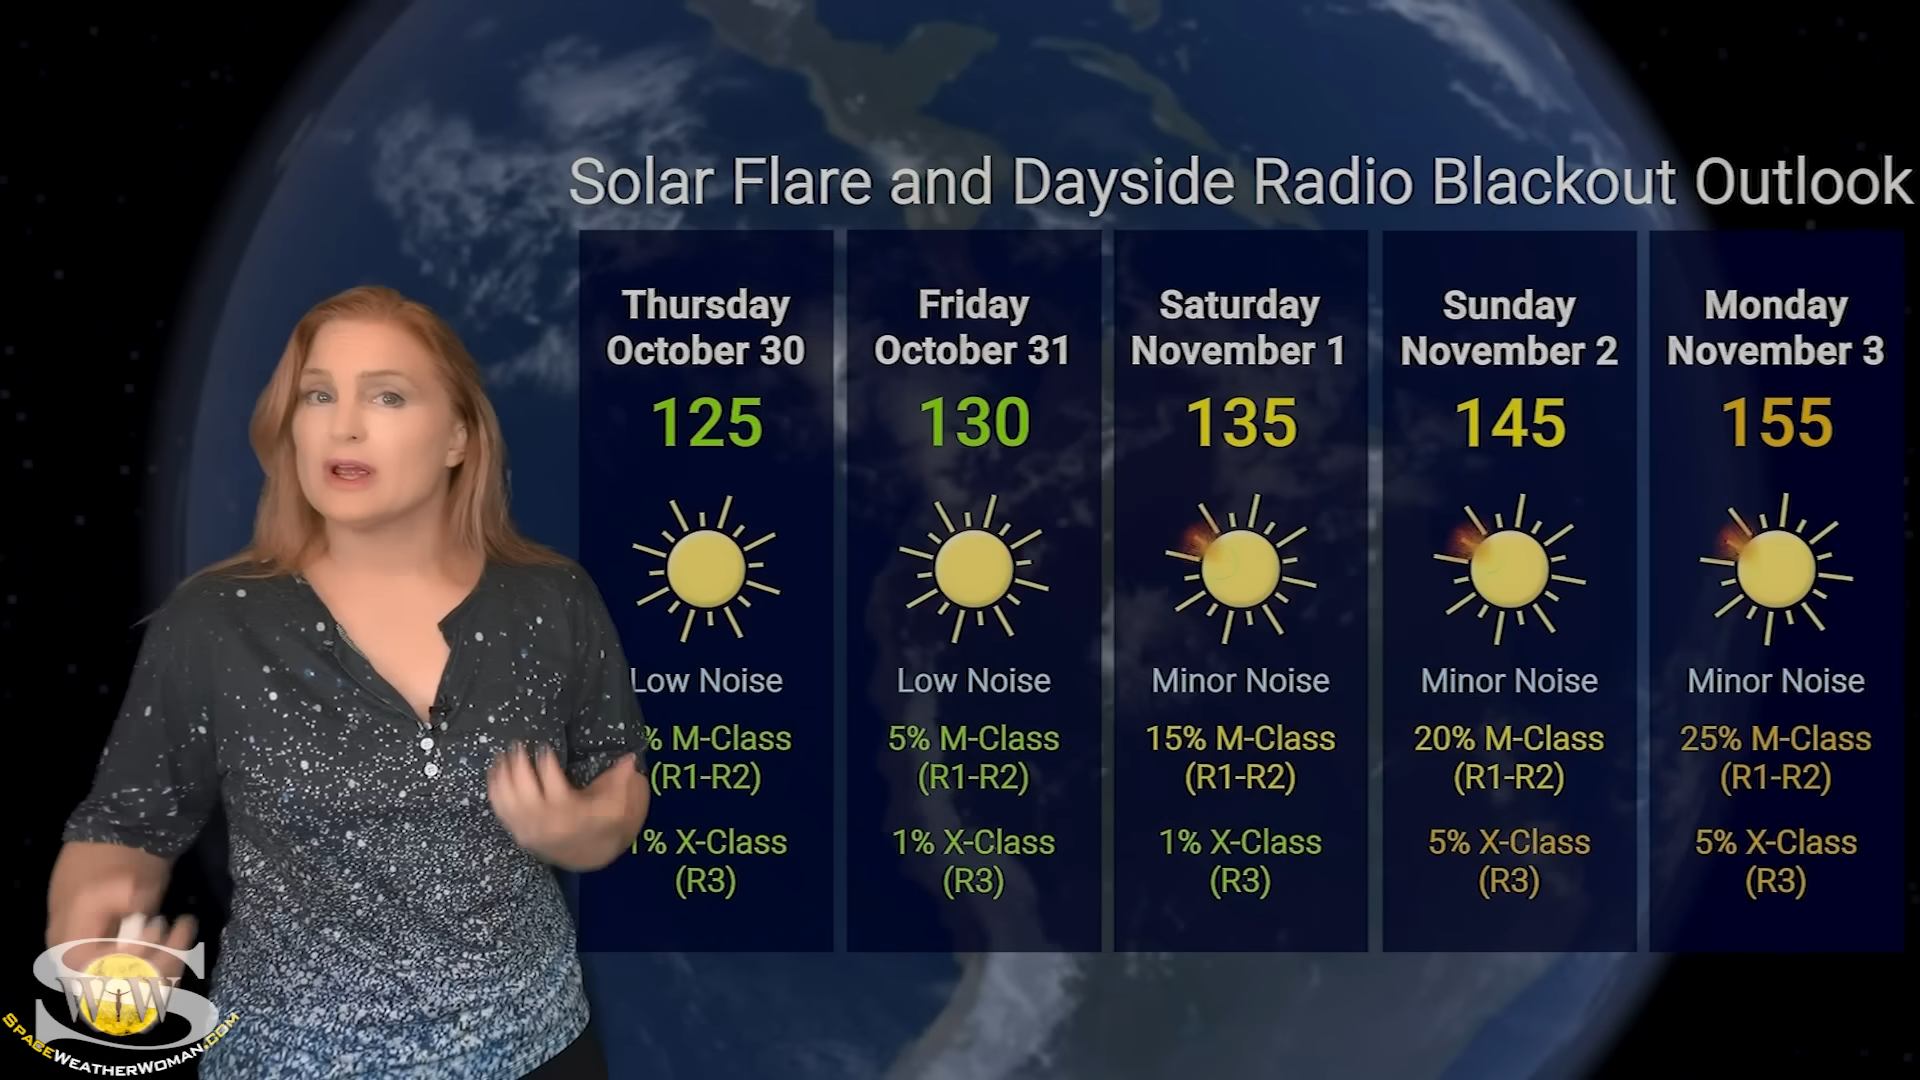 Solar Flare and Dayside Radio Blackout Outlook
Thursday
October 30
125
Low Noise
% M-Class
(R1-R2)
1% X-Class
(R3)
Friday
October 31
130
Low Noise
5% M-Class
(R1-R2)
1% X-Class
(R3)
Saturday
November 1
135
Minor Noise
15% M-Class
(R1-R2)
1% X-Class
(R3)
Sunday
November 2
145
Minor Noise
20% M-Class
(R1-R2)
5% X-Class
(R3)
Monday
November 3
155
Minor Noise
25% M-Class
(R1-R2)
5% X-Class
(R3)
SWW
SPACEWEATHERWOMAN.COM